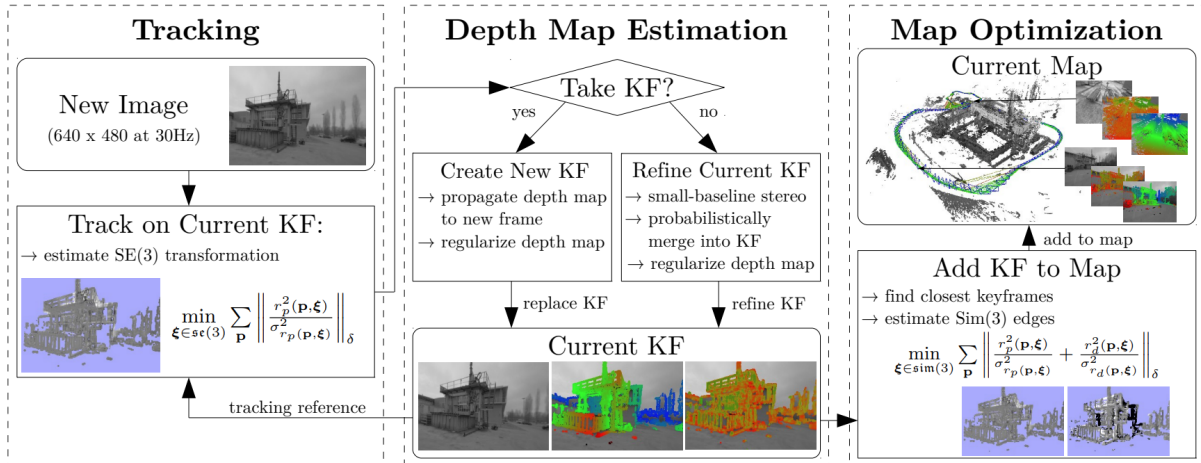 Tracking
New Image
(640 x 480 at 30Hz)
Track on Current KF:
→ estimate SE(3) transformation
min ξ∈𝔰𝔢(3) ∑ p ‖ r²p(p,ξ) / σ²rp(p,ξ) ‖δ
tracking reference
Depth Map Estimation
Take KF?
yes
no
Create New KF
→ propagate depth map
to new frame
→ regularize depth map
Refine Current KF
→ small-baseline stereo
→ probabilistically
merge into KF
→ regularize depth map
replace KF
refine KF
Current KF
Map Optimization
Current Map
add to map
Add KF to Map
→ find closest keyframes
→ estimate Sim(3) edges
min ξ∈𝔰𝔦𝔪(3) ∑ p ‖ r²p(p,ξ) / σ²rp(p,ξ) + r²d(p,ξ) / σ²rd(p,ξ) ‖δ